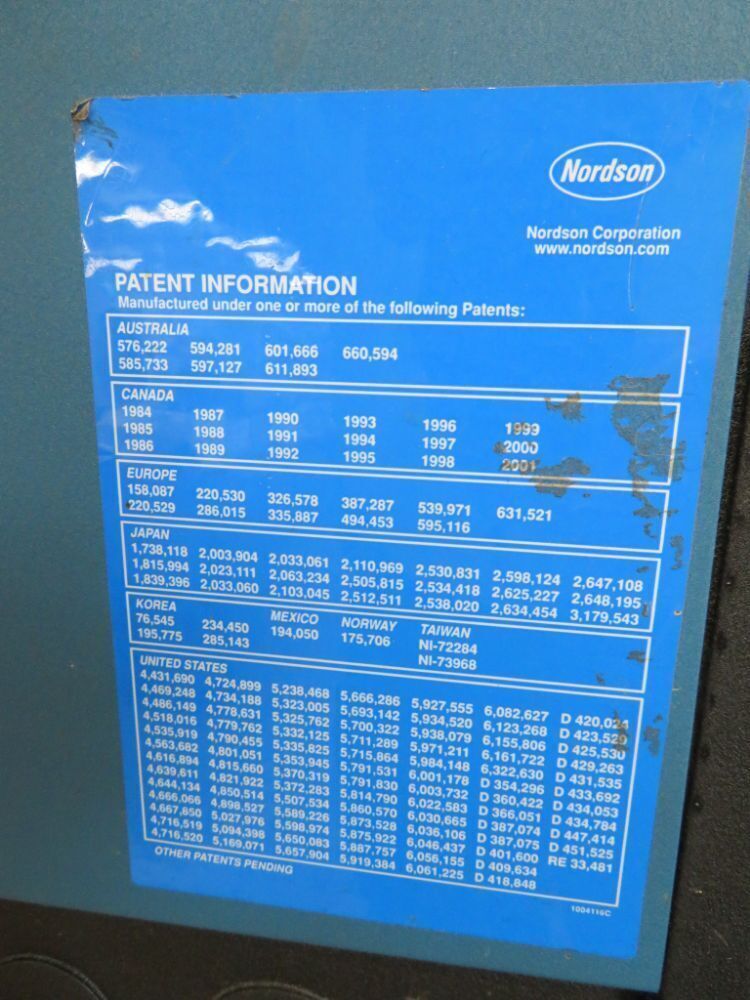 Nordson
Nordson Corporation
www.nordson.com
PATENT INFORMATION
Manufactured under one or more of the following Patents:
AUSTRALIA
576,222 594,281 601,666 660,594
585,733 597,127 611,893
CANADA
1984 1987 1990 1993 1996 1999
1985 1988 1991 1994 1997 2000
1986 1989 1992 1995 1998 2001
EUROPE
158,087 220,530 326,578 387,287 539,971 631,521
220,529 286,015 335,887 494,453 595,116
JAPAN
1,738,118 2,003,904 2,033,061 2,110,969 2,530,831 2,598,124 2,647,108
1,815,994 2,023,111 2,063,234 2,505,815 2,534,418 2,625,227 2,648,195
1,839,396 2,033,060 2,103,045 2,512,511 2,538,020 2,634,454 3,179,543
KOREA MEXICO NORWAY TAIWAN
76,545 234,450 194,050 175,706 NI-72284
195,775 285,143 NI-73968
UNITED STATES
4,431,690 4,724,899 5,238,468 5,666,286 5,927,555 6,082,627 D 420,024
4,469,248 4,734,188 5,323,005 5,693,142 5,934,520 6,123,268 D 423,529
4,486,149 4,778,631 5,325,762 5,700,322 5,938,079 6,155,806 D 425,530
4,518,016 4,779,762 5,332,125 5,711,289 5,971,211 6,161,722 D 429,263
4,535,919 4,790,455 5,335,825 5,715,864 5,984,148 6,322,630 D 431,535
4,563,682 4,801,051 5,353,945 5,791,531 6,001,178 D 354,296 D 433,692
4,616,894 4,815,660 5,370,319 5,791,830 6,003,732 D 360,422 D 434,053
4,639,611 4,821,922 5,372,283 5,814,790 6,022,583 D 366,051 D 434,784
4,644,134 4,850,514 5,507,534 5,860,570 6,030,665 D 387,074 D 447,414
4,666,066 4,898,527 5,589,226 5,873,528 6,036,106 D 387,075 D 451,525
4,667,850 5,027,976 5,598,974 5,875,922 6,046,437 D 401,600 RE 33,481
4,716,519 5,094,398 5,650,083 5,887,757 6,056,155 D 409,634
4,716,520 5,169,071 5,657,904 5,919,384 6,061,225 D 418,848
OTHER PATENTS PENDING
1004116C